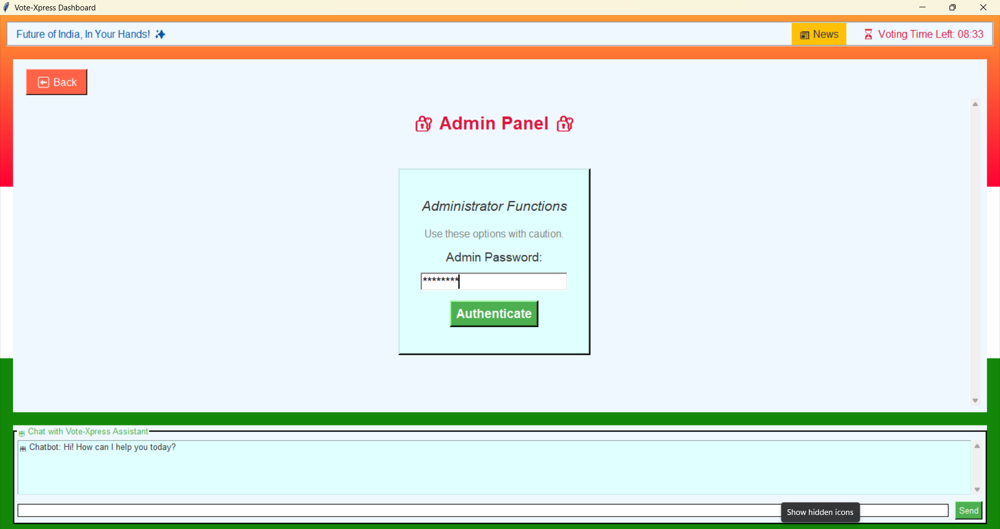 Vote-Xpress Dashboard
Future of India, In Your Hands! ✨
News
Voting Time Left: 08:33
Back
Admin Panel
Administrator Functions
Use these options with caution.
Admin Password:
********
Authenticate
Chat with Vote-Xpress Assistant
Chatbot: Hi! How can I help you today?
Show hidden icons
Send